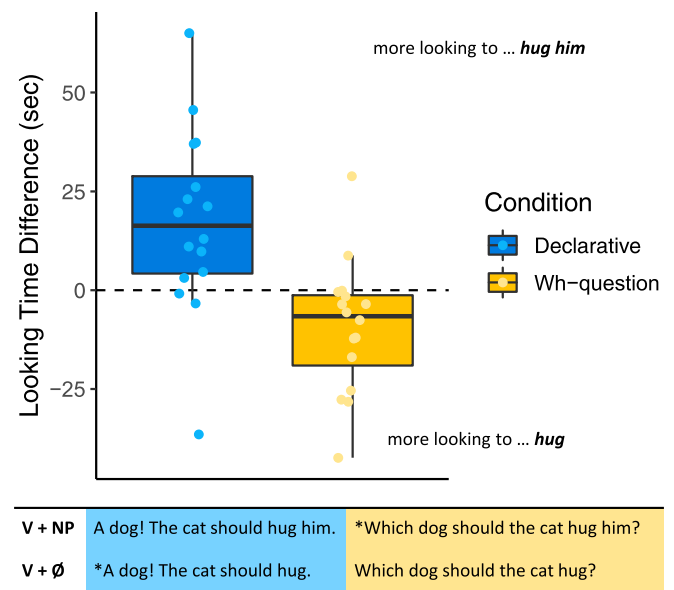 more looking to … hug him
50
25
0
−25
Looking Time Difference (sec)
Condition
Declarative
Wh−question
more looking to … hug
V + NP A dog! The cat should hug him. *Which dog should the cat hug him?
V + Ø *A dog! The cat should hug. Which dog should the cat hug?